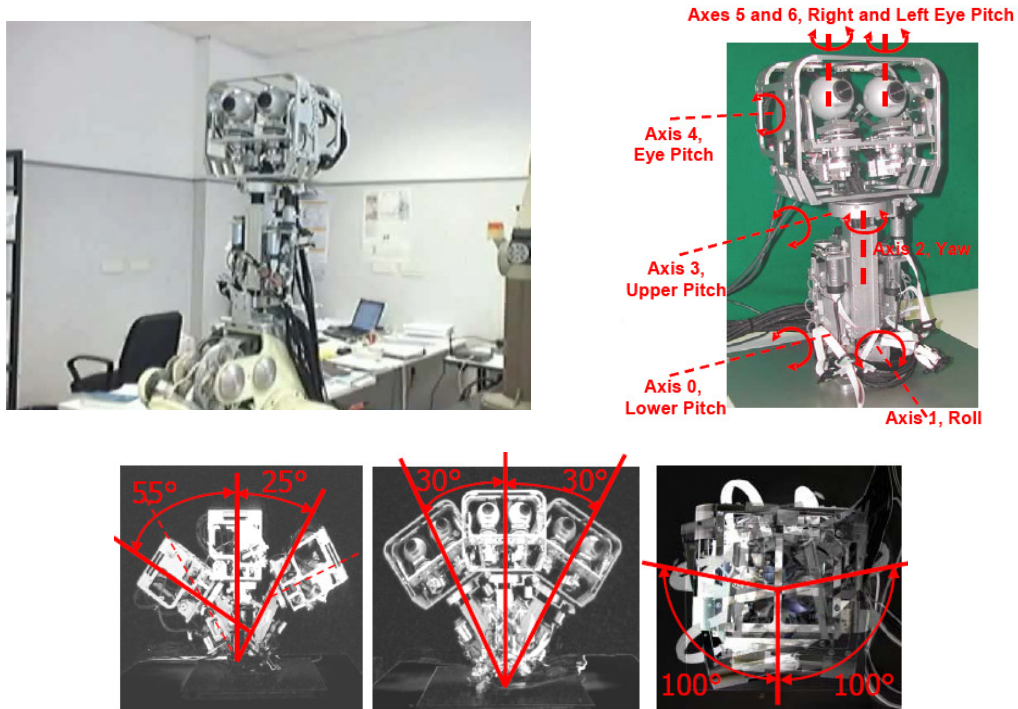 Axes 5 and 6, Right and Left Eye Pitch
Axis 4,
Eye Pitch
Axis 2, Yaw
Axis 3,
Upper Pitch
Axis 0,
Lower Pitch
Axis 1, Roll
55°
25°
30°
30°
100°
100°